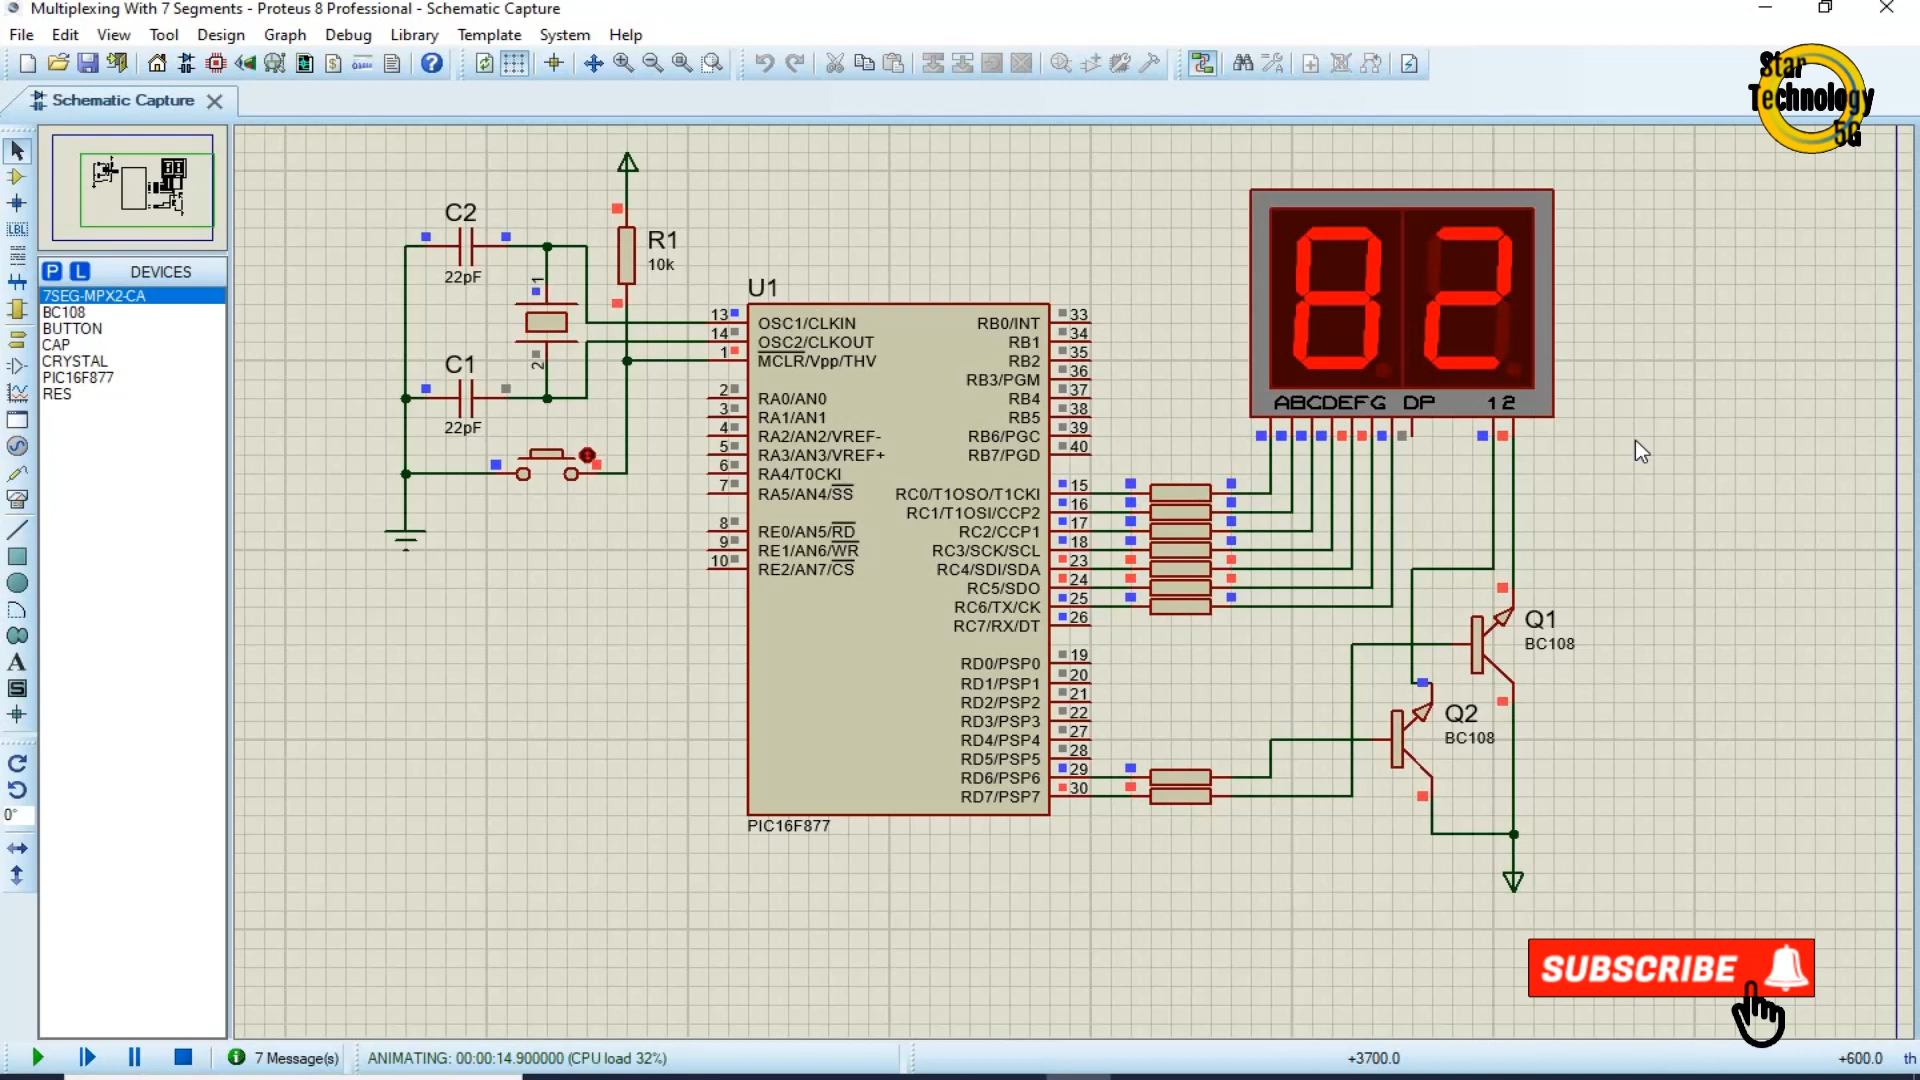 Multiplexing With 7 Segments - Proteus 8 Professional - Schematic Capture
File Edit View Tool Design Graph Debug Library Template System Help
Star
Technology
5G
Schematic Capture
P L DEVICES
7SEG-MPX2-CA
BC108
BUTTON
CAP
CRYSTAL
PIC16F877
RES
LBL
A
S
0°
C2
22pF
C1
22pF
1
2
R1
10k
U1
13 OSC1/CLKIN
14 OSC2/CLKOUT
1 MCLR/Vpp/THV
2 RA0/AN0
3 RA1/AN1
4 RA2/AN2/VREF-
5 RA3/AN3/VREF+
6 RA4/T0CKI
7 RA5/AN4/SS
8 RE0/AN5/RD
9 RE1/AN6/WR
10 RE2/AN7/CS
RB0/INT 33
RB1 34
RB2 35
RB3/PGM 36
RB4 37
RB5 38
RB6/PGC 39
RB7/PGD 40
RC0/T1OSO/T1CKI 15
RC1/T1OSI/CCP2 16
RC2/CCP1 17
RC3/SCK/SCL 18
RC4/SDI/SDA 23
RC5/SDO 24
RC6/TX/CK 25
RC7/RX/DT 26
RD0/PSP0 19
RD1/PSP1 20
RD2/PSP2 21
RD3/PSP3 22
RD4/PSP4 27
RD5/PSP5 28
RD6/PSP6 29
RD7/PSP7 30
PIC16F877
02
ABCDEFG DP 12
Q1
BC108
Q2
BC108
SUBSCRIBE
7 Message(s)
ANIMATING: 00:00:14.900000 (CPU load 32%)
+3700.0
+600.0
th